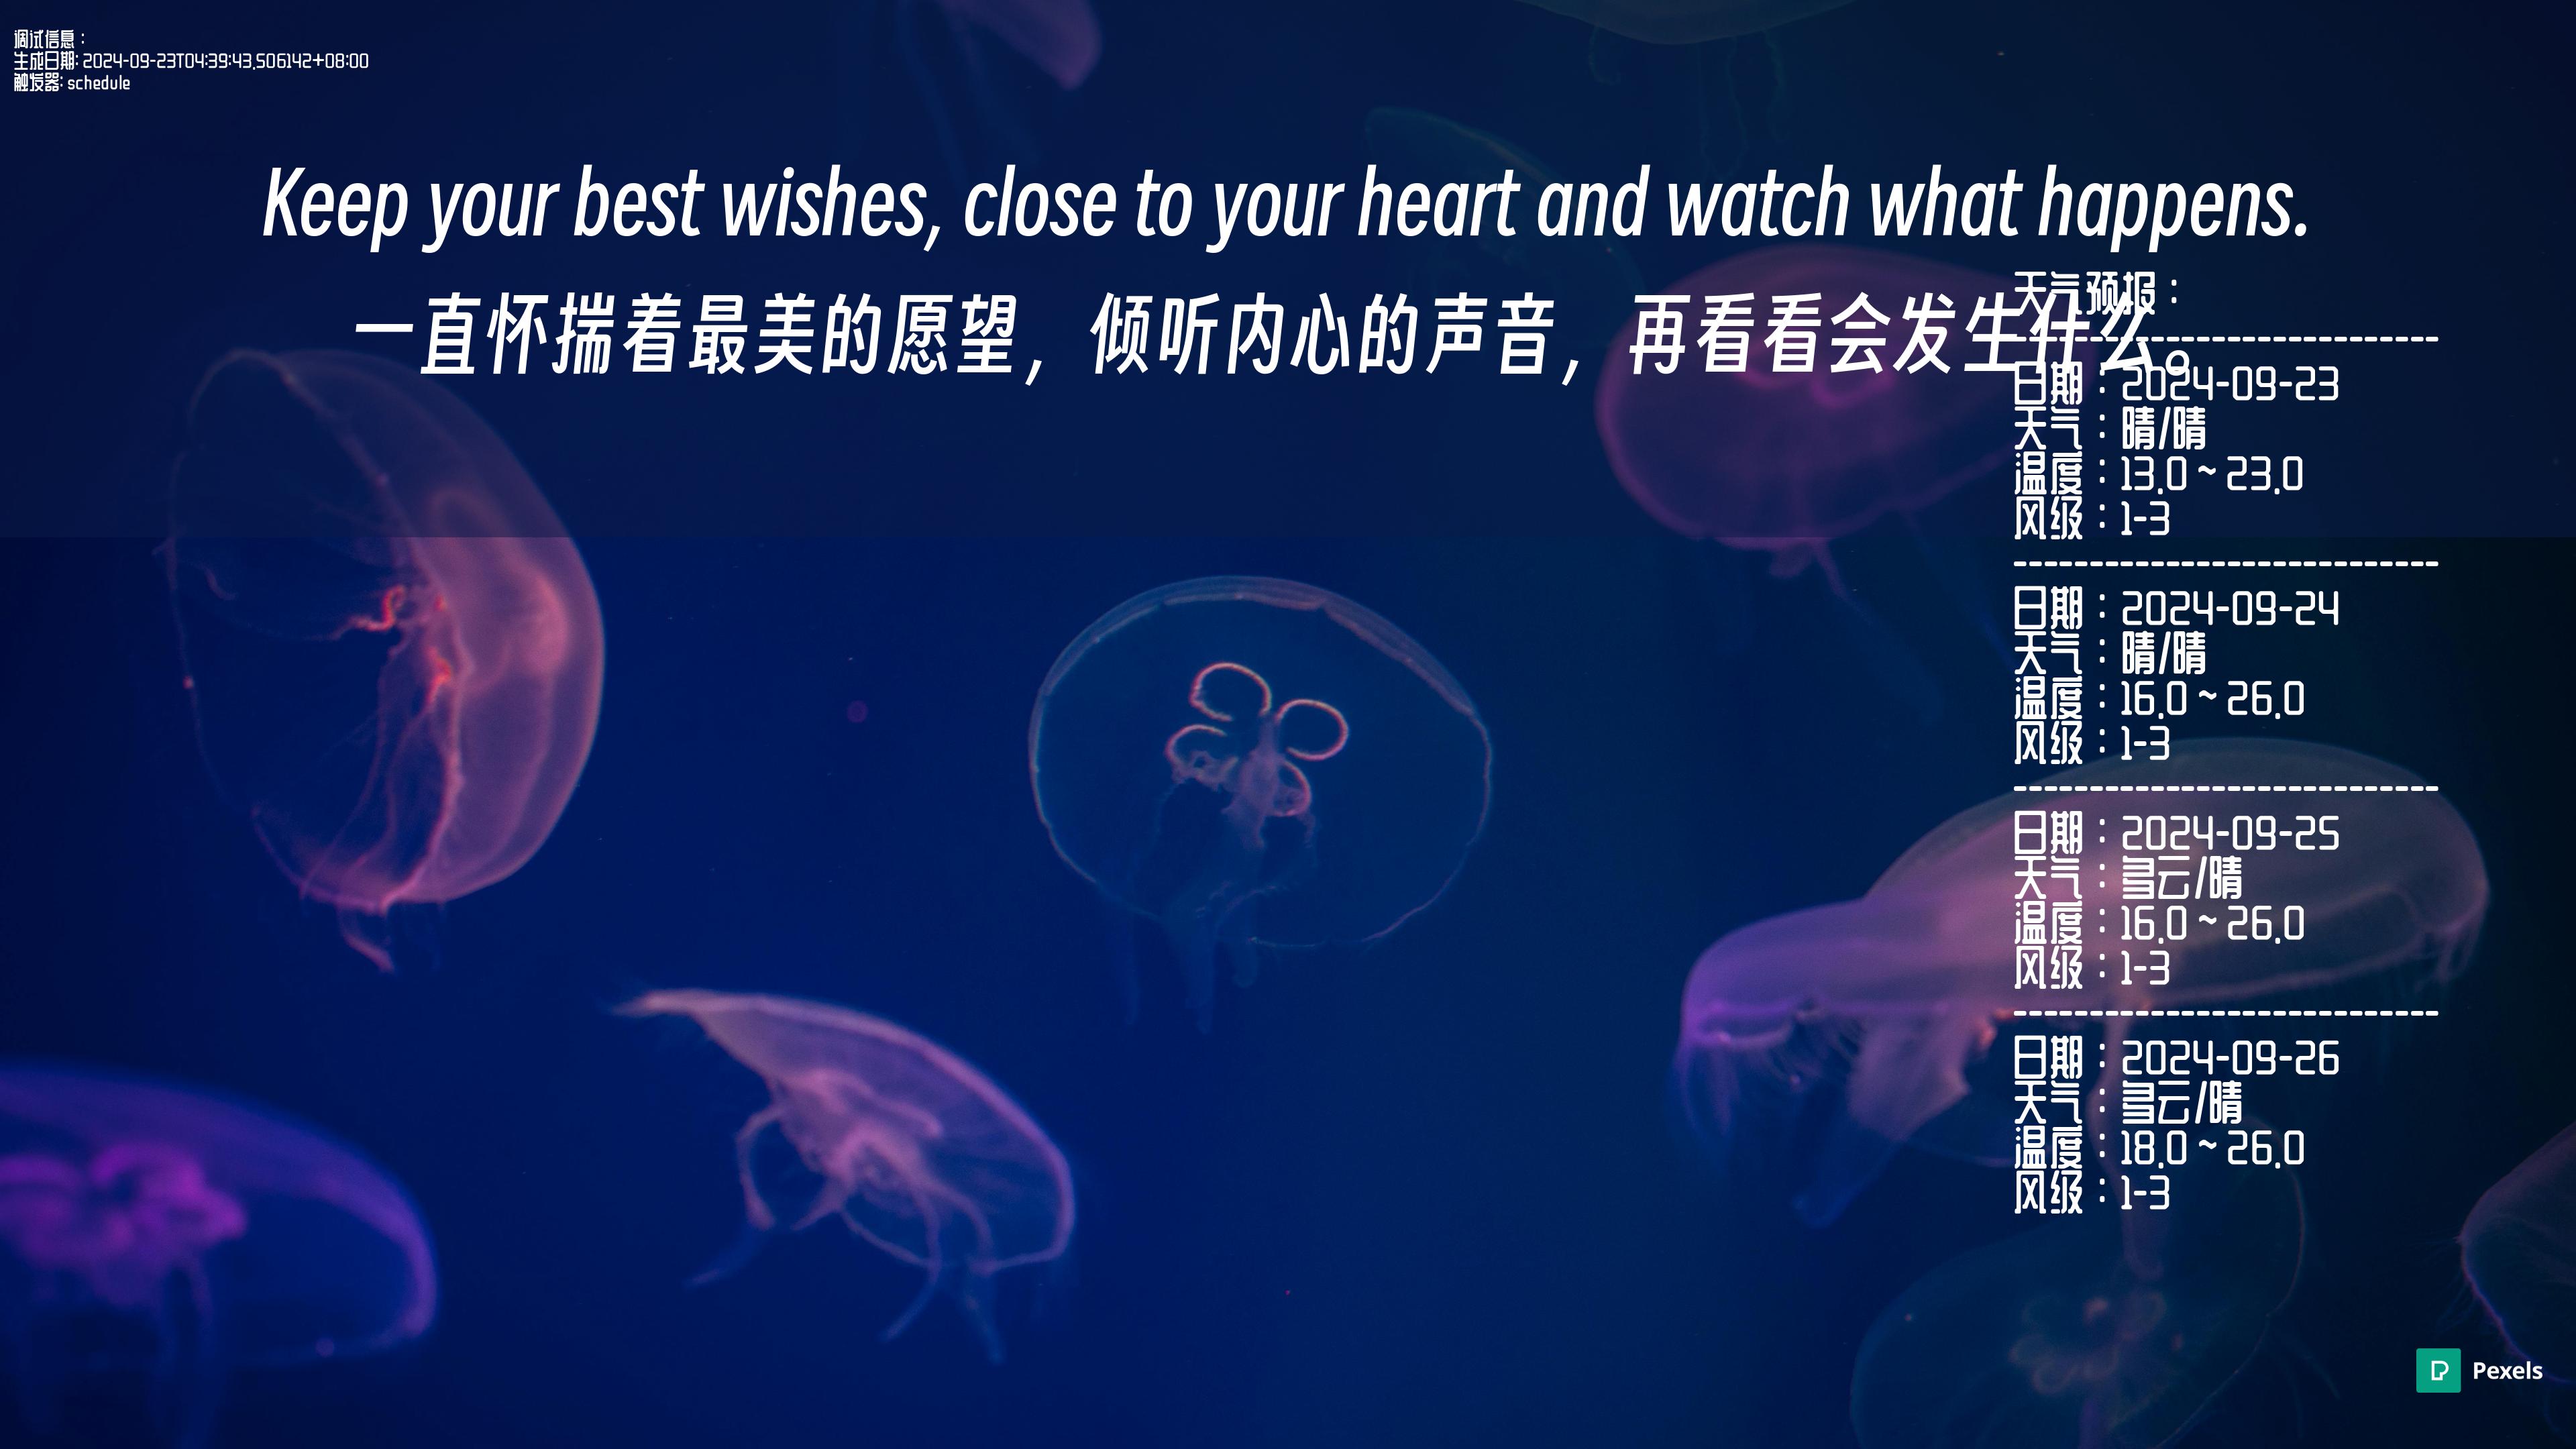 调试信息：
生成日期: 2024-09-23T04:39:43.506142+08:00
触发器: schedule
Keep your best wishes, close to your heart and watch what happens.
一直怀揣着最美的愿望，倾听内心的声音，再看看会发生什么。
天气预报：
----------------------------
日期：2024-09-23
天气：晴/晴
温度：13.0 ~ 23.0
风级：1-3
----------------------------
日期：2024-09-24
天气：晴/晴
温度：16.0 ~ 26.0
风级：1-3
----------------------------
日期：2024-09-25
天气：多云/晴
温度：16.0 ~ 26.0
风级：1-3
----------------------------
日期：2024-09-26
天气：多云/晴
温度：18.0 ~ 26.0
风级：1-3
Pexels